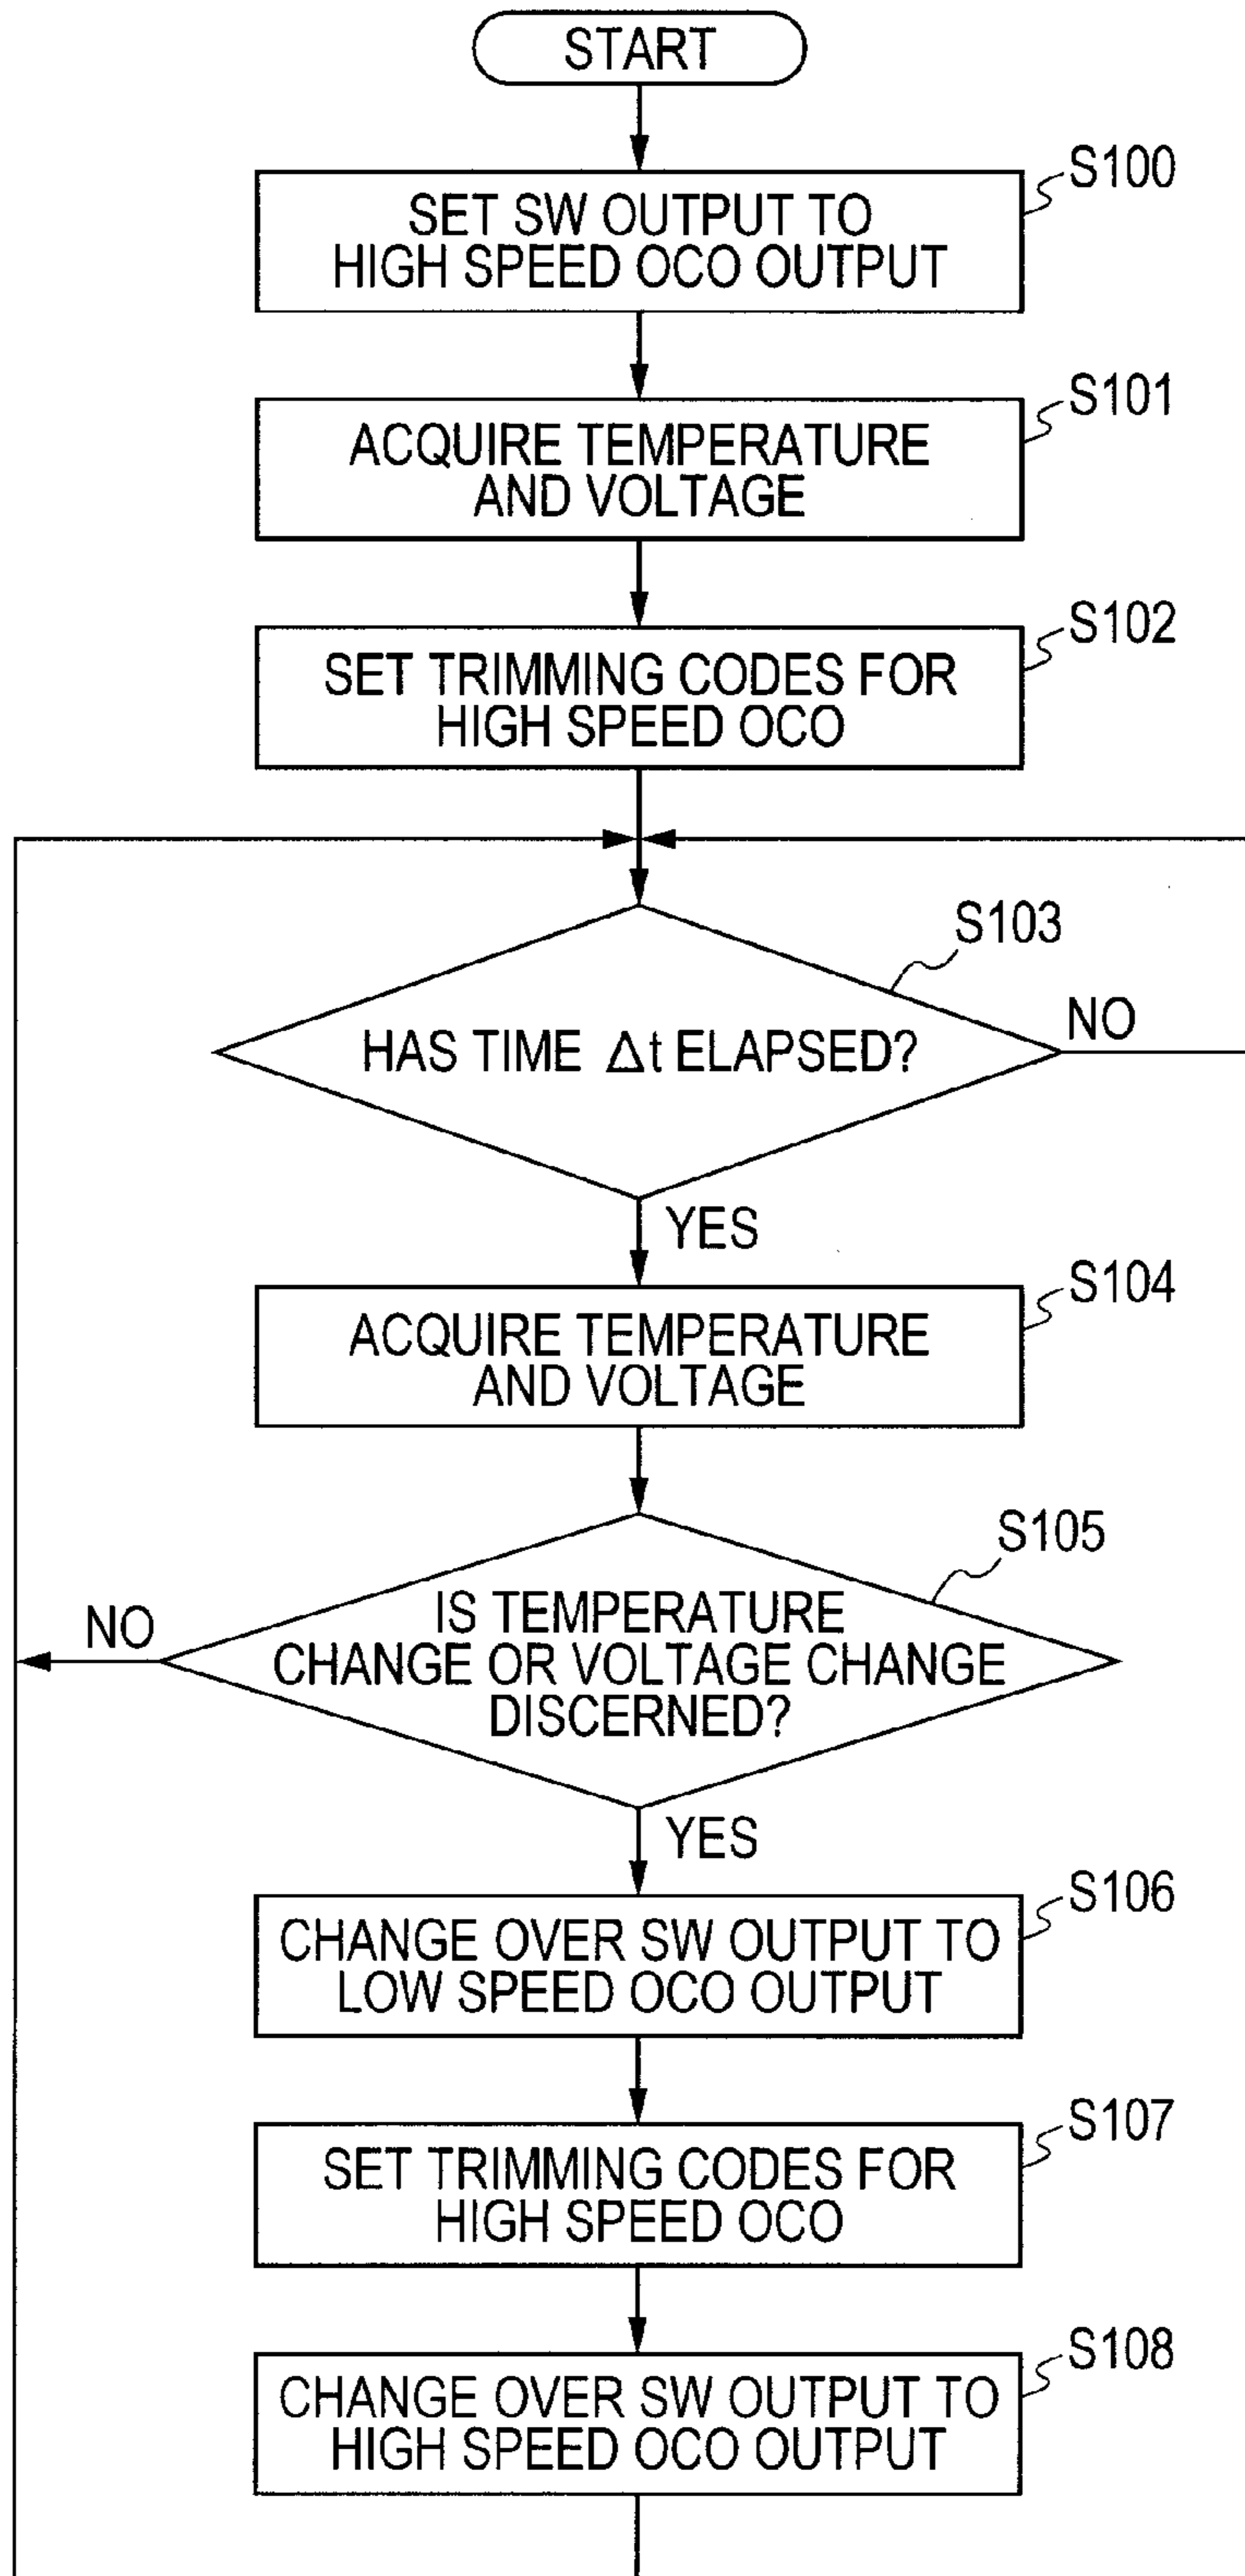 START
S100
SET SW OUTPUT TO
HIGH SPEED OCO OUTPUT
S101
ACQUIRE TEMPERATURE
AND VOLTAGE
S102
SET TRIMMING CODES FOR
HIGH SPEED OCO
S103
HAS TIME Δt ELAPSED?
NO
YES
S104
ACQUIRE TEMPERATURE
AND VOLTAGE
S105
IS TEMPERATURE
CHANGE OR VOLTAGE CHANGE
DISCERNED?
NO
YES
S106
CHANGE OVER SW OUTPUT TO
LOW SPEED OCO OUTPUT
S107
SET TRIMMING CODES FOR
HIGH SPEED OCO
S108
CHANGE OVER SW OUTPUT TO
HIGH SPEED OCO OUTPUT